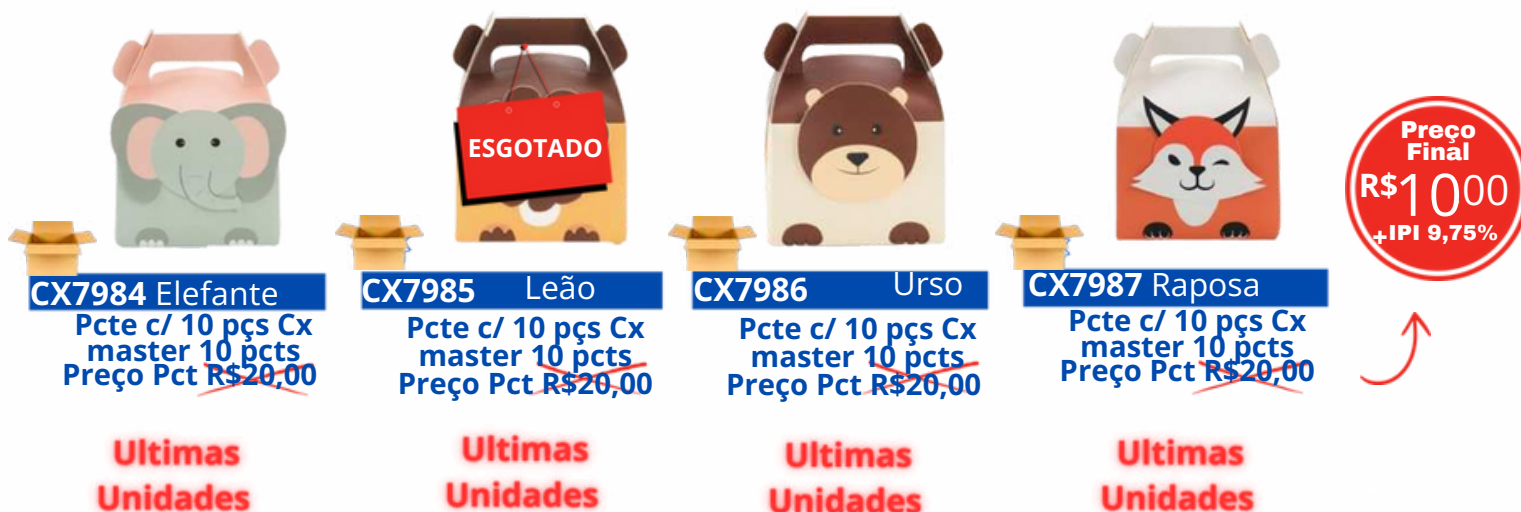 ESGOTADO
CX7984 Elefante
Pcte c/ 10 pçs Cx
master 10 pcts
Preço Pct R$20,00
Ultimas
Unidades
CX7985 Leão
Pcte c/ 10 pçs Cx
master 10 pcts
Preço Pct R$20,00
Ultimas
Unidades
CX7986 Urso
Pcte c/ 10 pçs Cx
master 10 pcts
Preço Pct R$20,00
Ultimas
Unidades
CX7987 Raposa
Pcte c/ 10 pçs Cx
master 10 pcts
Preço Pct R$20,00
Ultimas
Unidades
Preço
Final
R$1000
+IPI 9,75%